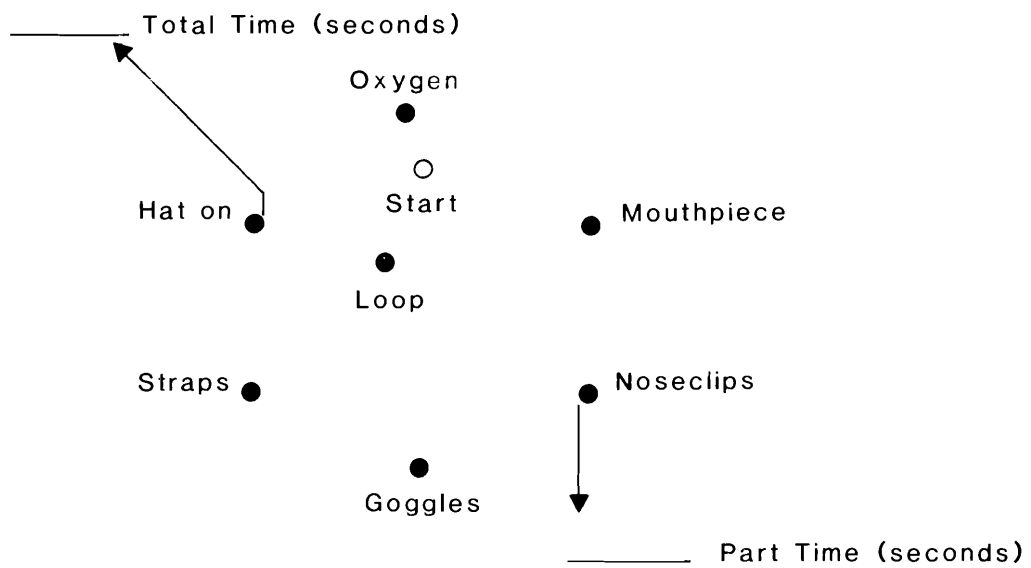 Total Time (seconds)
Oxygen
Start
Hat on
Mouthpiece
Loop
Straps
Noseclips
Goggles
Part Time (seconds)